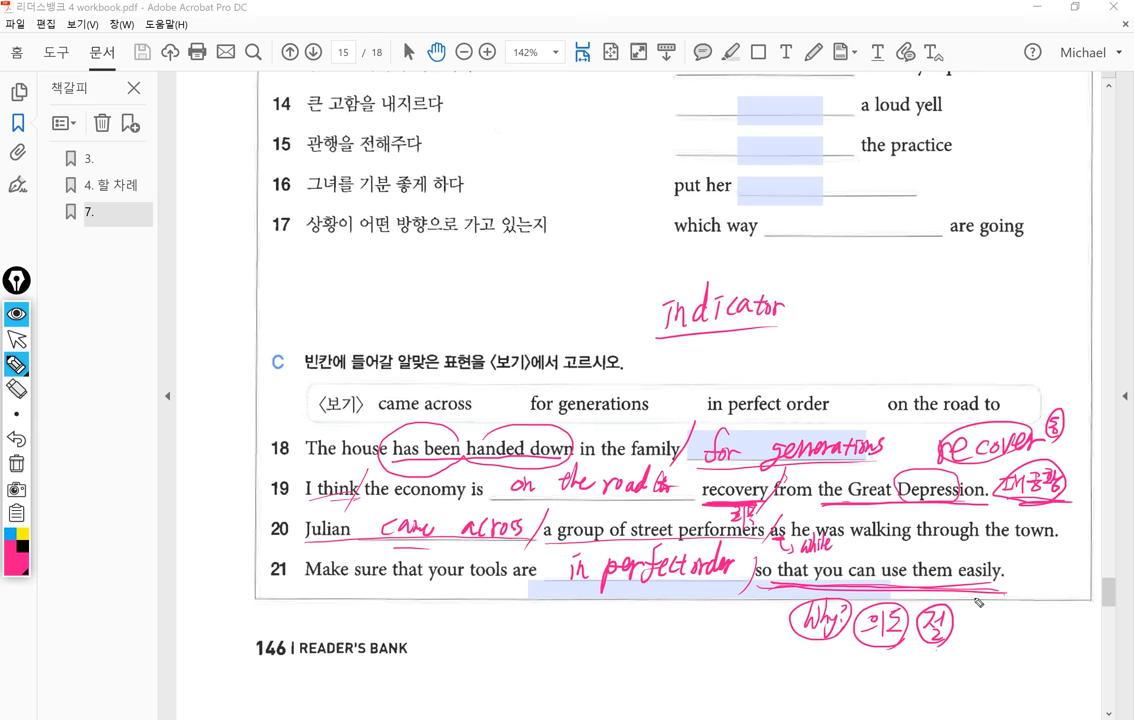 리더스뱅크 4 workbook.pdf - Adobe Acrobat Pro DC
파일 편집 보기(V) 창(W) 도움말(H)
홈 도구 문서 15 / 18 142% Michael
책갈피
3.
4. 할 차례
7.
14 큰 고함을 내지르다 a loud yell
15 관행을 전해주다 the practice
16 그녀를 기분 좋게 하다 put her
17 상황이 어떤 방향으로 가고 있는지 which way are going
indicator
C 빈칸에 들어갈 알맞은 표현을 〈보기〉에서 고르시오.
〈보기〉 came across for generations in perfect order on the road to
18 The house has been handed down in the family for generations recover 동
19 I think the economy is on the road to recovery from the Great Depression. 대공황
회복
20 Julian came across a group of street performers as he was walking through the town.
while
21 Make sure that your tools are in perfect order so that you can use them easily.
Why? 의도 절
146 | READER'S BANK